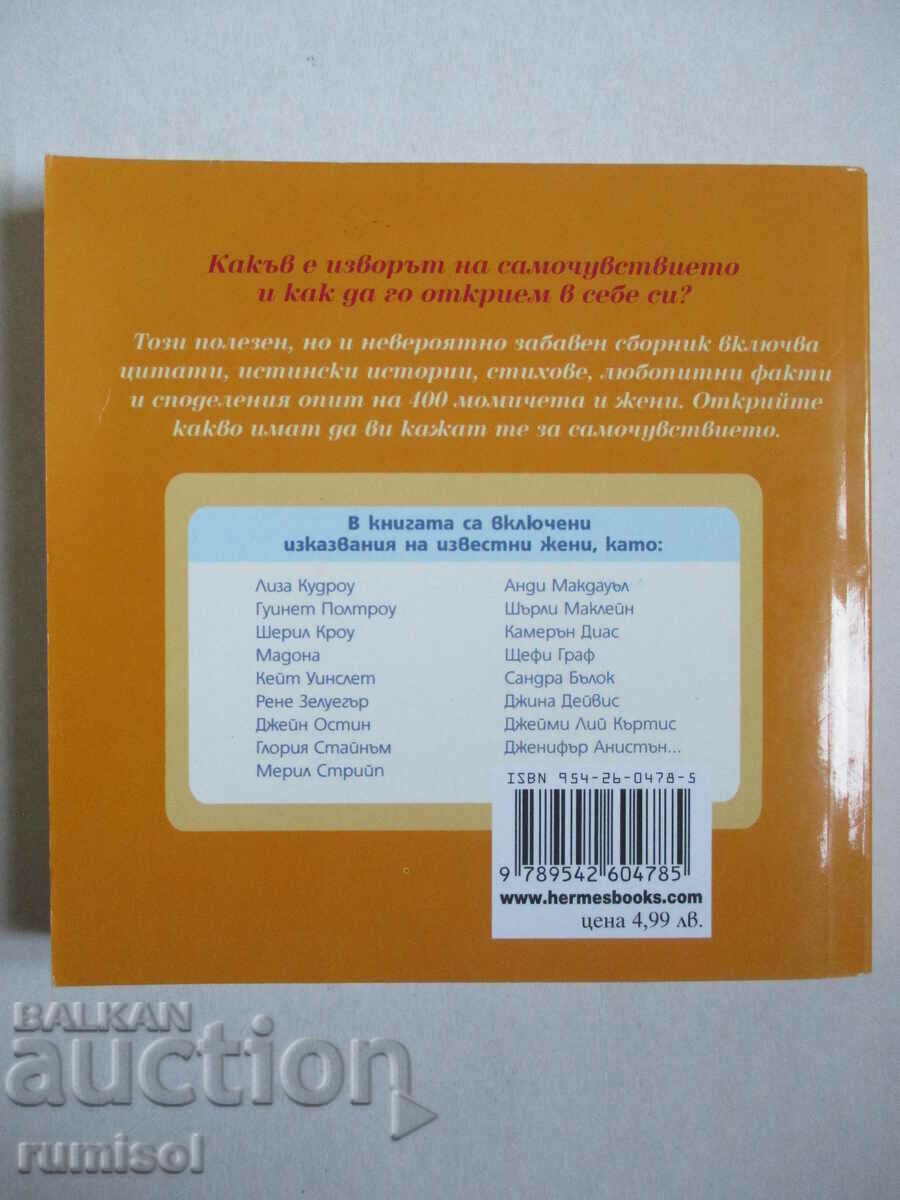 Какъв е изворът на самочувствието
и как да го открием в себе си?
Този полезен, но и невероятно забавен сборник включва
цитати, истински истории, стихове, любопитни факти
и споделения опит на 400 момичета и жени. Открийте
какво имат да ви кажат те за самочувствието.
В книгата са включени
изказвания на известни жени, като:
Лиза Кудроу
Гуинет Полтроу
Шерил Кроу
Мадона
Кейт Уинслет
Рене Зелуегър
Джейн Остин
Глория Стайнъм
Мерил Стрийп
Анди Макдауъл
Шърли Маклейн
Камерън Диас
Щефи Граф
Сандра Бълок
Джина Дейвис
Джейми Лий Къртис
Дженифър Анистън...
ISBN 954-26-0478-5
9 789542 604785
www.hermesbooks.com
цена 4,99 лв.
BALKAN
auction
rumisol